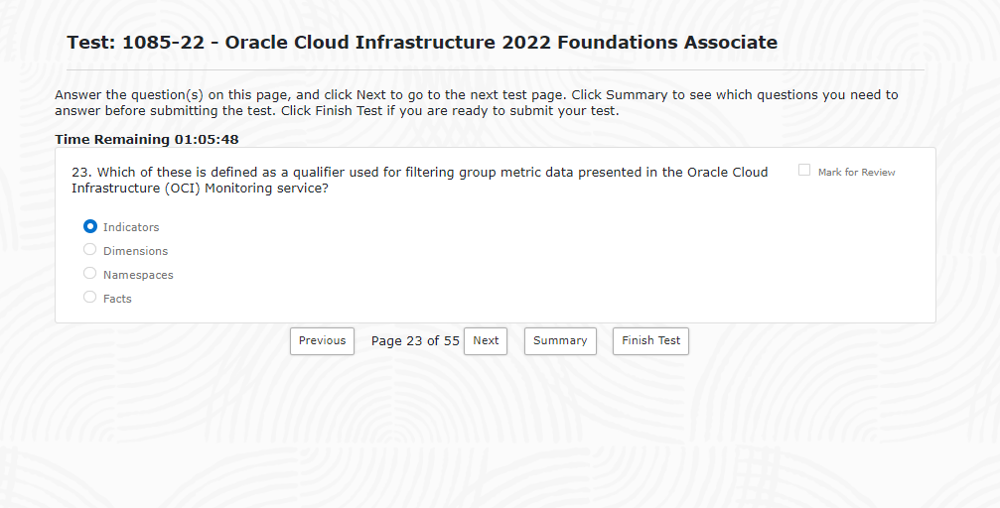 Test: 1085-22 - Oracle Cloud Infrastructure 2022 Foundations Associate
Answer the question(s) on this page, and click Next to go to the next test page. Click Summary to see which questions you need to
answer before submitting the test. Click Finish Test if you are ready to submit your test.
Time Remaining 01:05:48
23. Which of these is defined as a qualifier used for filtering group metric data presented in the Oracle Cloud
Infrastructure (OCI) Monitoring service?
Mark for Review
Indicators
Dimensions
Namespaces
Facts
Previous Page 23 of 55 Next Summary Finish Test